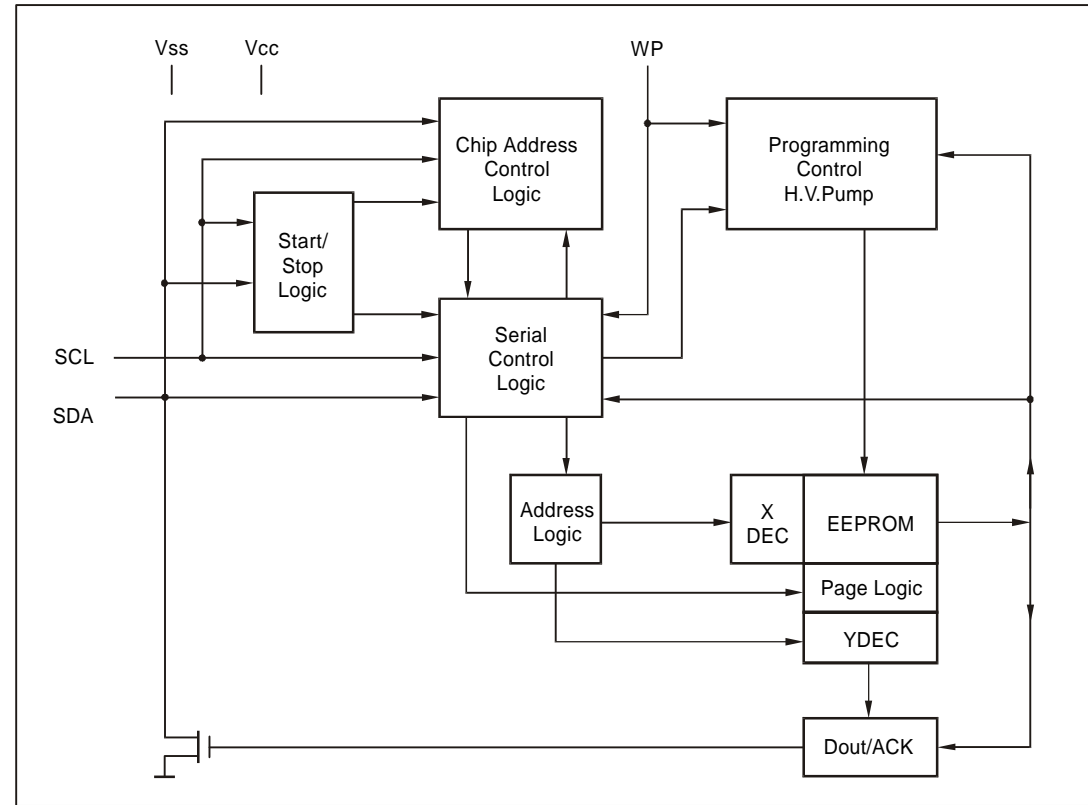 Vss
Vcc
WP
Chip Address
Control
Logic
Programming
Control
H.V.Pump
Start/
Stop
Logic
Serial
Control
Logic
SCL
SDA
Address
Logic
X
DEC
EEPROM
Page Logic
YDEC
Dout/ACK